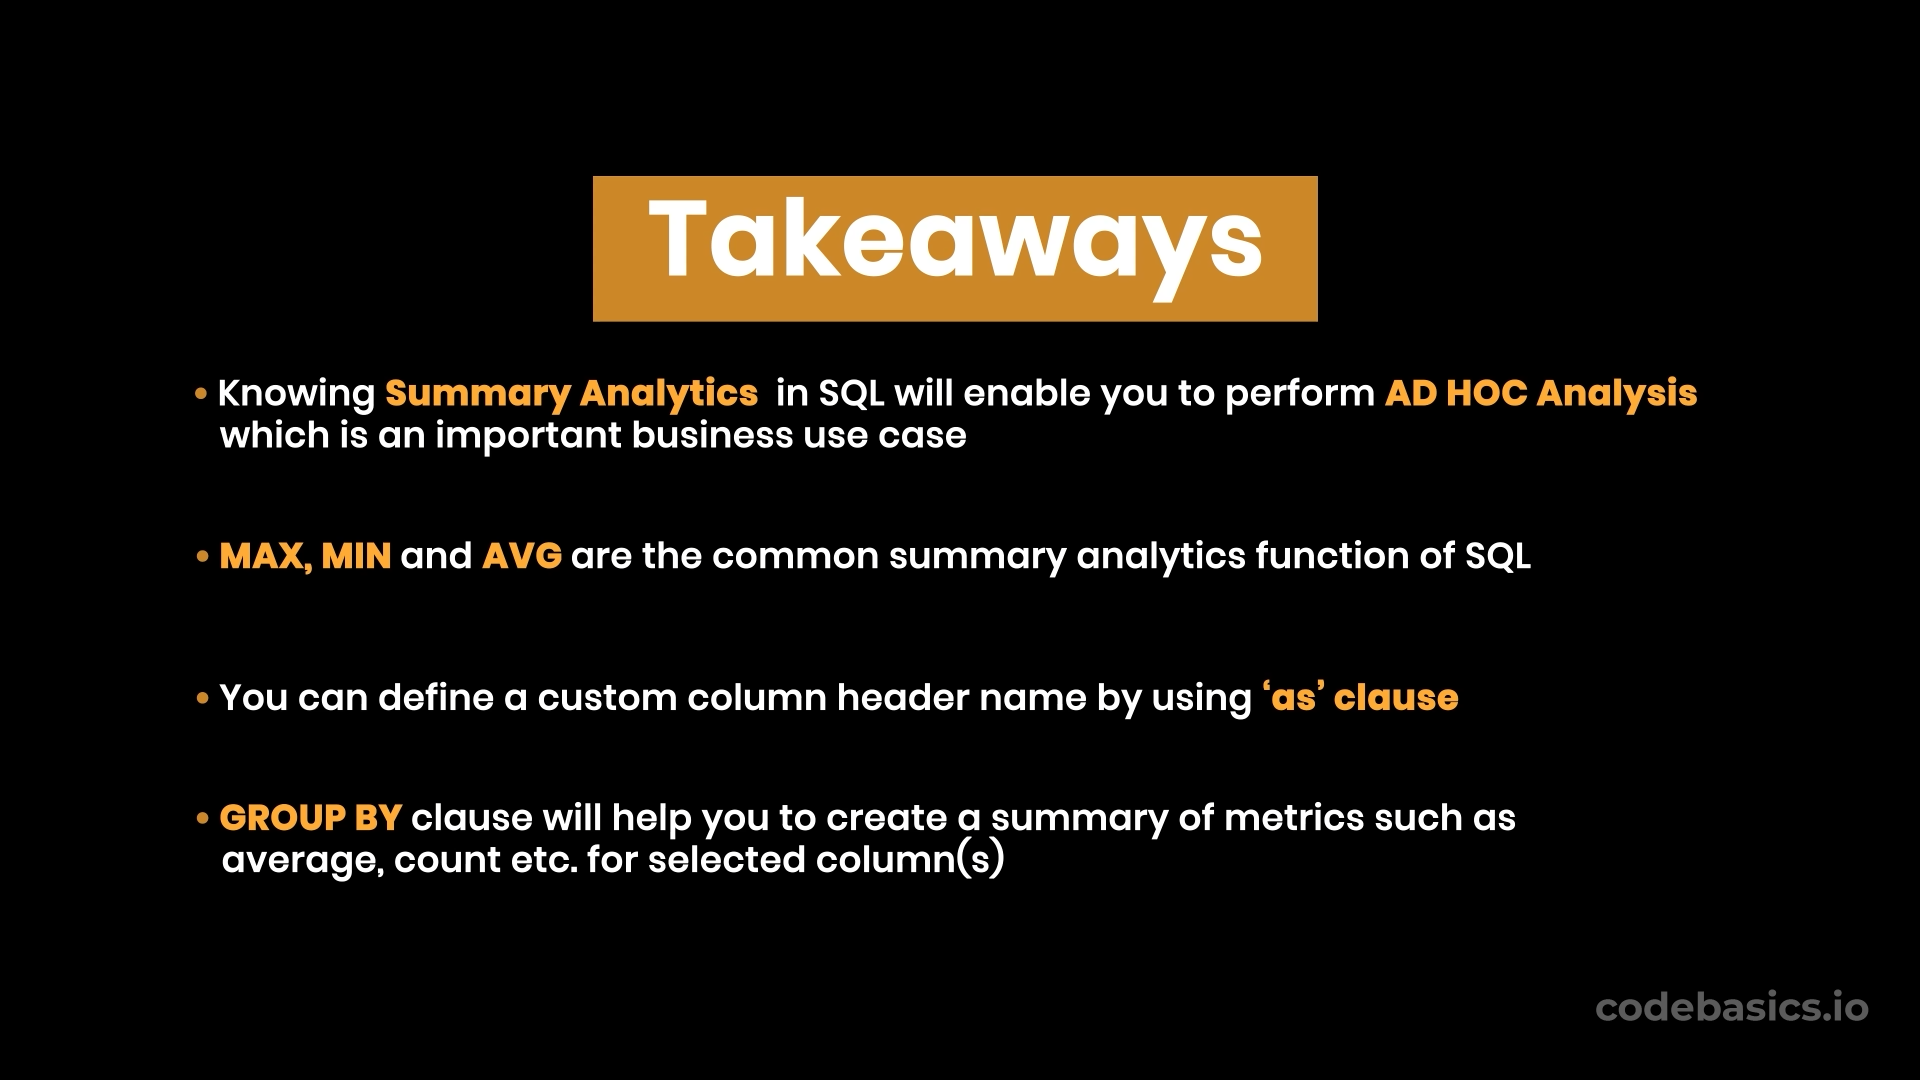 Takeaways
• Knowing Summary Analytics in SQL will enable you to perform AD HOC Analysis
which is an important business use case
• MAX, MIN and AVG are the common summary analytics function of SQL
• You can define a custom column header name by using ‘as’ clause
• GROUP BY clause will help you to create a summary of metrics such as
average, count etc. for selected column(s)
codebasics.io